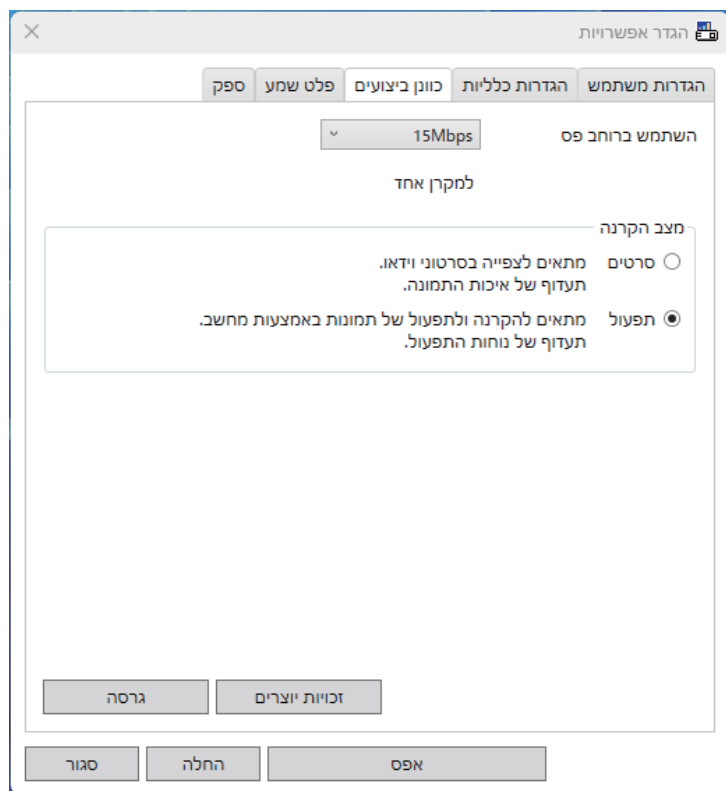 הגדר אפשרויות
הגדרות משתמש
הגדרות כלליות
כוונן ביצועים
פלט שמע
ספק
השתמש ברוחב פס
15Mbps
למקרן אחד
מצב הקרנה
סרטים
מתאים לצפייה בסרטוני וידאו.
תעדוף של איכות התמונה.
תפעול
מתאים להקרנה ולתפעול של תמונות באמצעות מחשב.
תעדוף של נוחות התפעול.
זכויות יוצרים
גרסה
אפס
החלה
סגור